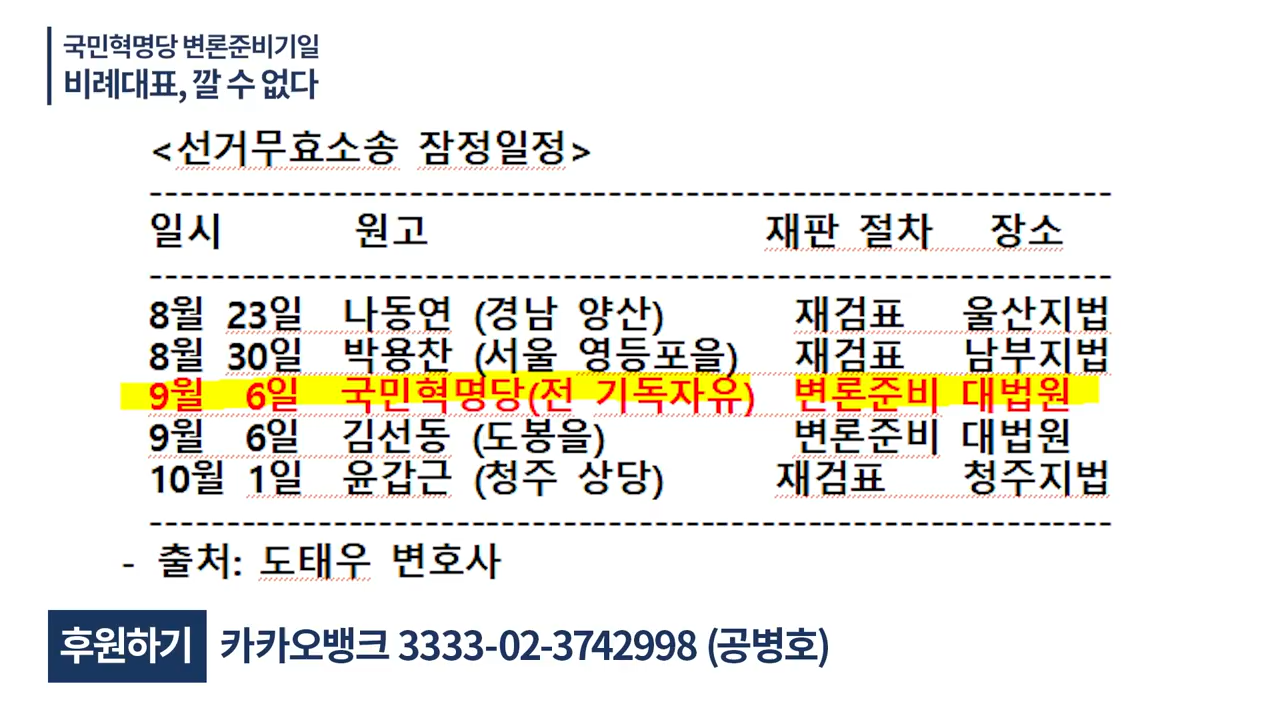 국민혁명당 변론준비기일
비례대표, 깔 수 없다
<선거무효소송 잠정일정>
--------------------------------------------------------------
일시 원고 재판 절차 장소
--------------------------------------------------------------
8월 23일 나동연 (경남 양산) 재검표 울산지법
8월 30일 박용찬 (서울 영등포을) 재검표 남부지법
9월 6일 국민혁명당(전 기독자유) 변론준비 대법원
9월 6일 김선동 (도봉을) 변론준비 대법원
10월 1일 윤갑근 (청주 상당) 재검표 청주지법
--------------------------------------------------------------
- 출처: 도태우 변호사
후원하기 카카오뱅크 3333-02-3742998 (공병호)